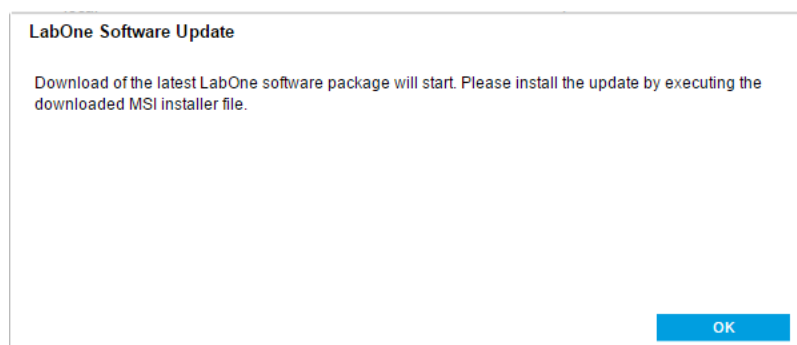 LabOne Software Update
Download of the latest LabOne software package will start. Please install the update by executing the
downloaded MSI installer file.
OK